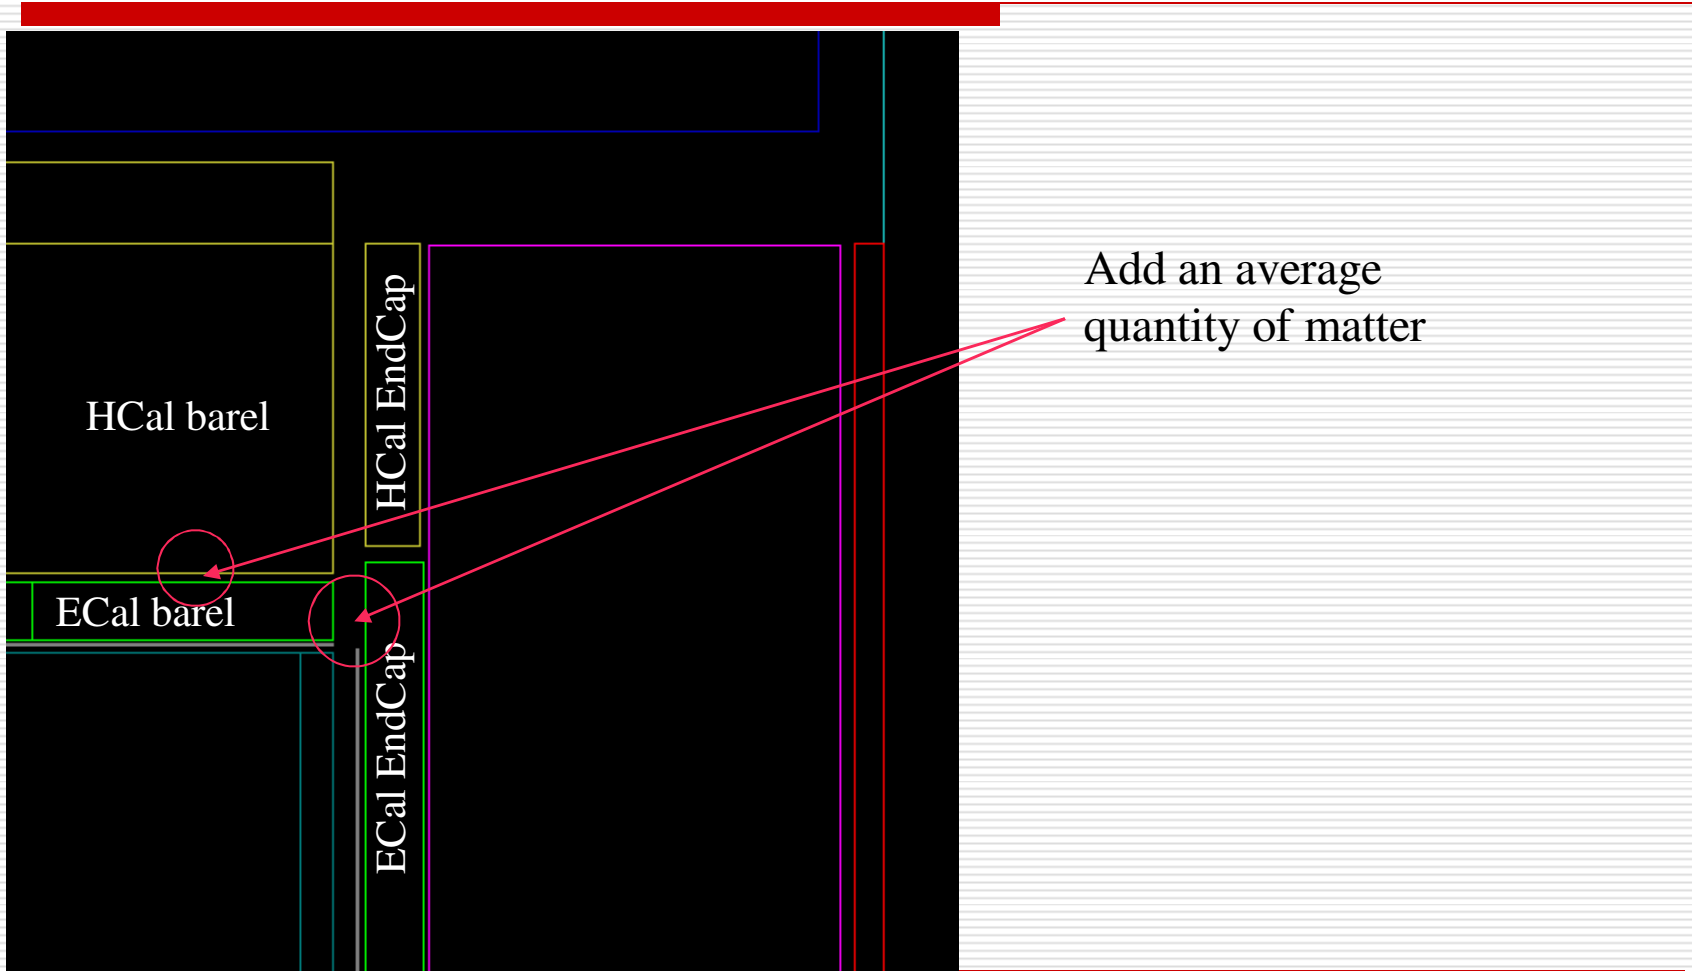 Add an average
quantity of matter
HCal EndCap
HCal barel
ECal barel
ECal EndCap